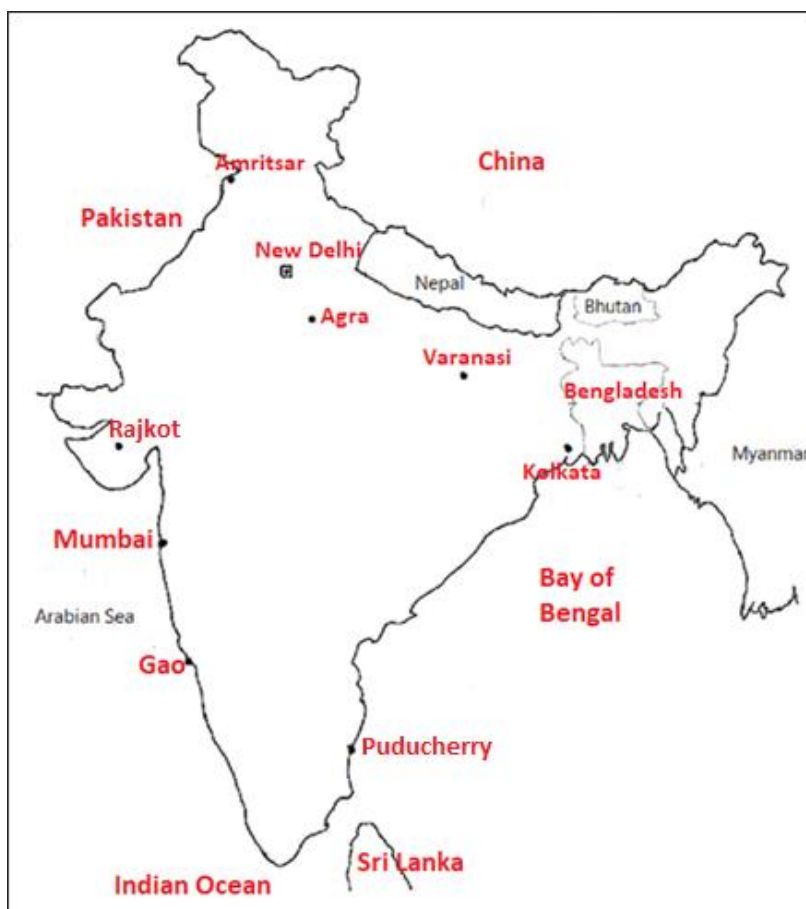 Amritsar
China
Pakistan
New Delhi
Nepal
Bhutan
Agra
Varanasi
Bengladesh
Rajkot
Kolkata
Myanmar
Mumbai
Bay of
Bengal
Arabian Sea
Gao
Puducherry
Sri Lanka
Indian Ocean